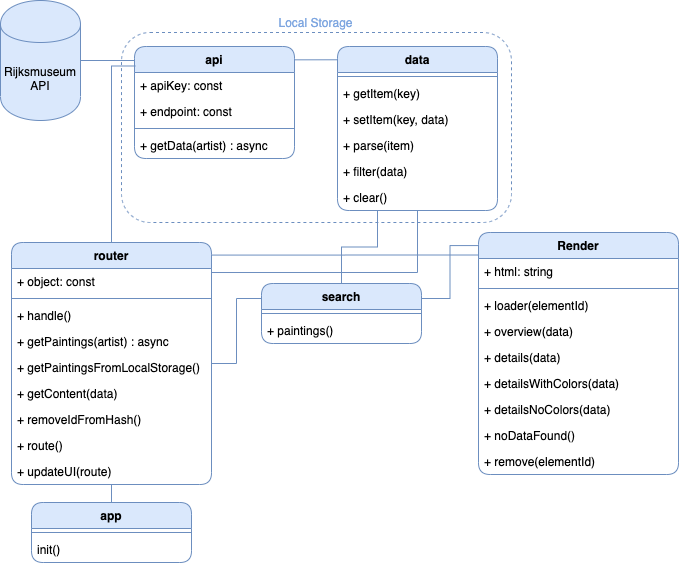 Local Storage
Rijksmuseum
API
api
+ apiKey: const
+ endpoint: const
+ getData(artist) : async
data
+ getItem(key)
+ setItem(key, data)
+ parse(item)
+ filter(data)
+ clear()
router
+ object: const
+ handle()
+ getPaintings(artist) : async
+ getPaintingsFromLocalStorage()
+ getContent(data)
+ removeIdFromHash()
+ route()
+ updateUI(route)
search
+ paintings()
Render
+ html: string
+ loader(elementId)
+ overview(data)
+ details(data)
+ detailsWithColors(data)
+ detailsNoColors(data)
+ noDataFound()
+ remove(elementId)
app
init()